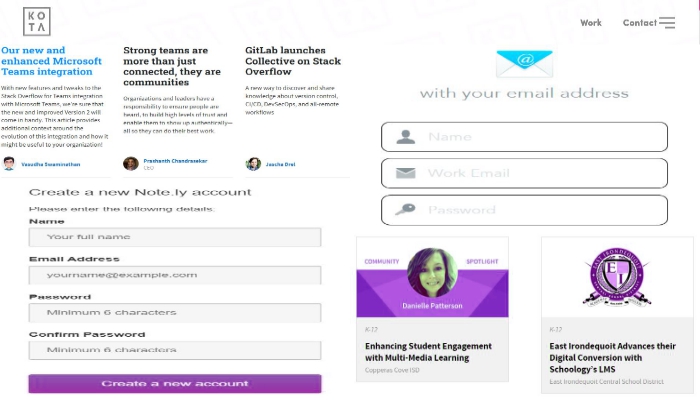 KO
TA
Work
Contact
Our new and
enhanced Microsoft
Teams integration
With new features and tweaks to the
Stack Overflow for Teams integration
with Microsoft Teams, we're sure that
the new and improved Version 2 will
come in handy. This article provides
additional context around the
evolution of this integration and how it
might be useful to your organization!
Vasudha Swaminathan
Strong teams are
more than just
connected, they are
communities
Organizations and leaders have a
responsibility to ensure people are
heard, to build high levels of trust and
enable them to show up authentically—
all so they can do their best work.
Prashanth Chandrasekar
CEO
GitLab launches
Collective on Stack
Overflow
A new way to discover and share
knowledge about version control,
CI/CD, DevSecOps, and all-remote
workflows
Jascha Drel
@
with your email address
Name
Work Email
Password
Create a new Note.ly account
Please enter the following details:
Name
Your full name
Email Address
yourname@example.com
Password
Minimum 6 characters
Confirm Password
Minimum 6 characters
Create a new account
COMMUNITY
SPOTLIGHT
Danielle Patterson
K-12
Enhancing Student Engagement
with Multi-Media Learning
Copperas Cove ISD
EAST IRONDEQUOIT
E I
K-12
East Irondequoit Advances their
Digital Conversion with
Schoology's LMS
East Irondequoit Central School District